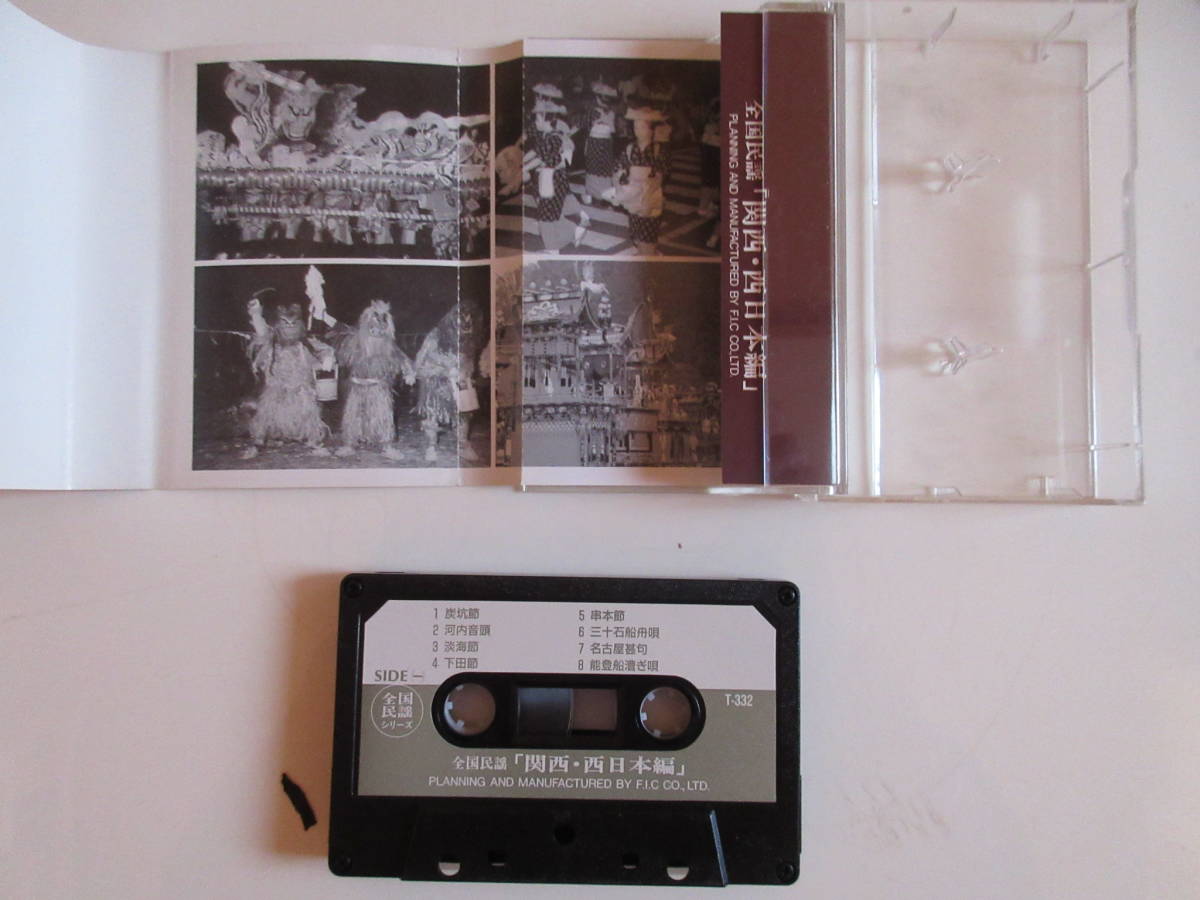 全国民謡「関西・西日本編」
PLANNING AND MANUFACTURED BY F.I.C CO.,LTD.
1 炭坑節
2 河内音頭
3 淡海節
4 下田節
5 串本節
6 三十石船舟唄
7 名古屋甚句
8 能登船漕ぎ唄
SIDE 一
全国
民謡
シリーズ
T-332
全国民謡「関西・西日本編」
PLANNING AND MANUFACTURED BY F.I.C CO., LTD.